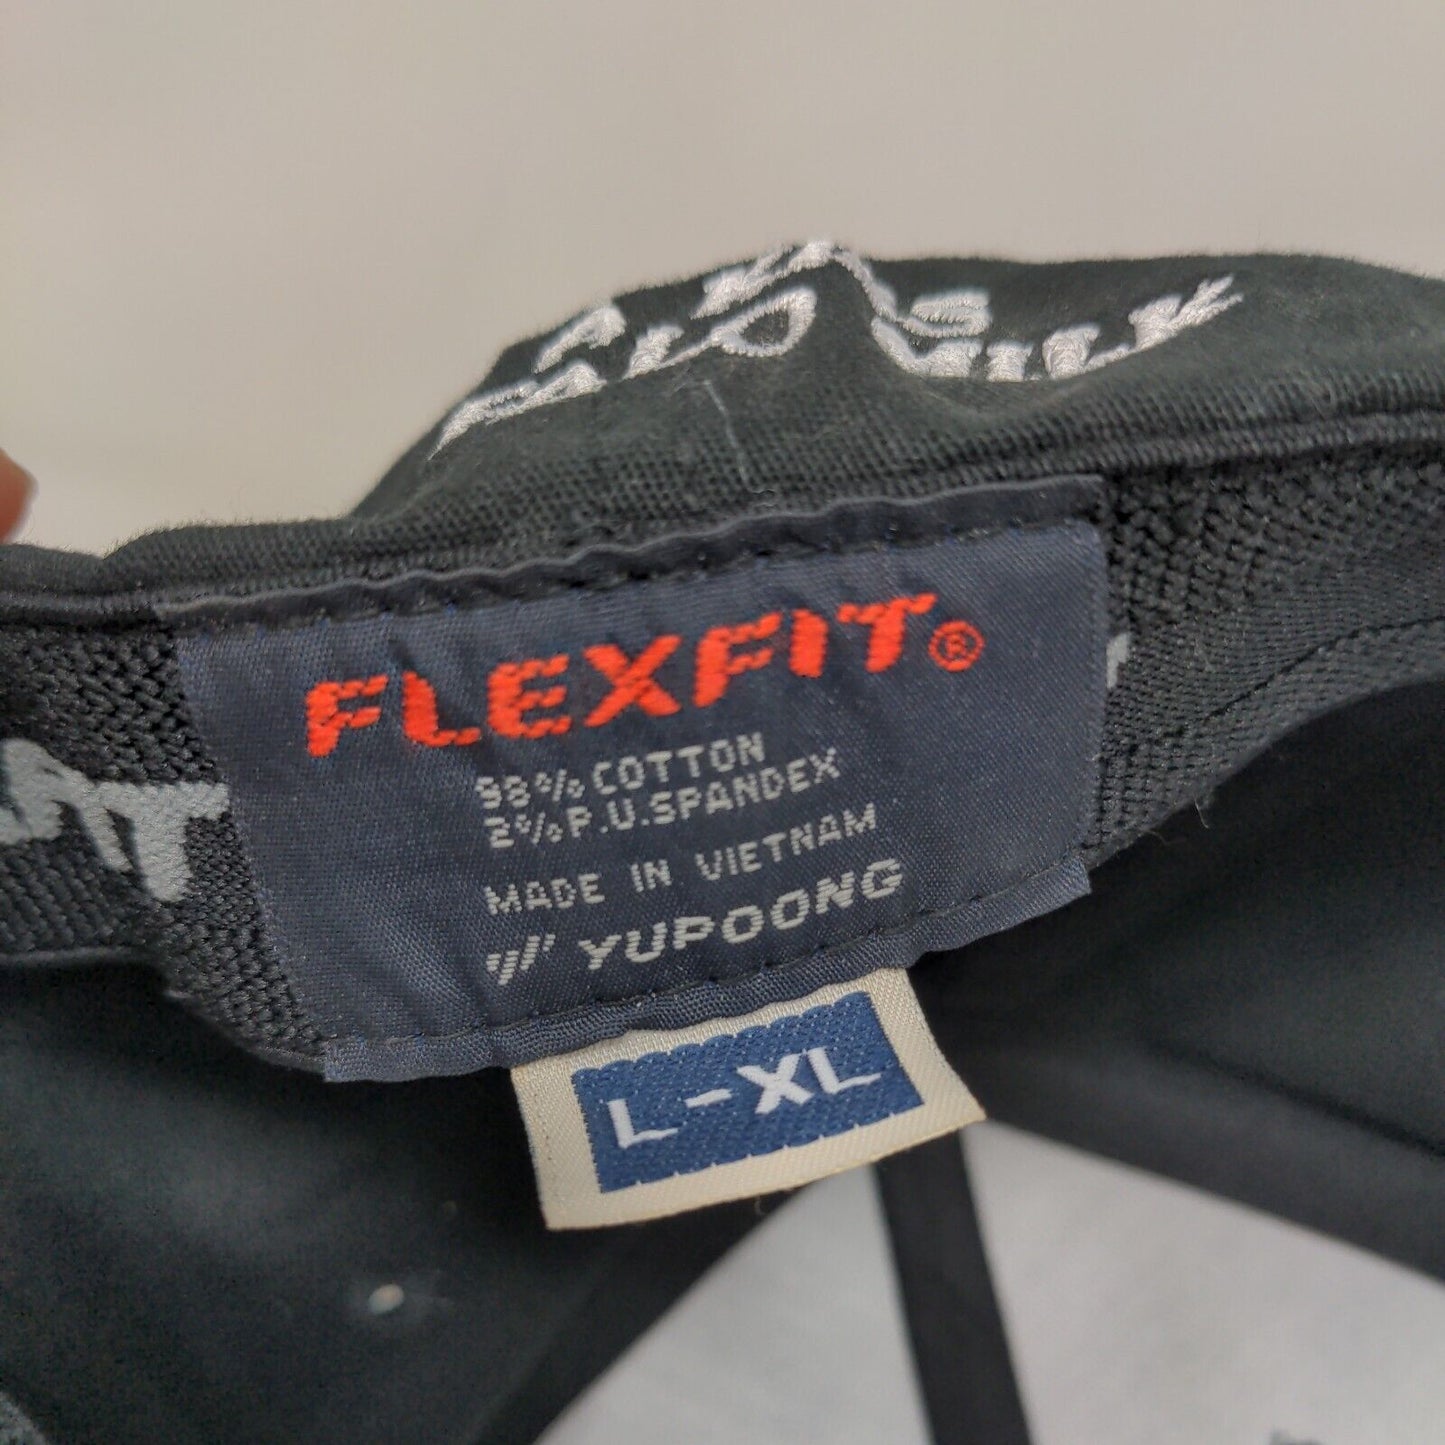 FLEXFIT®
98% COTTON
2% P.U.SPANDEX
MADE IN VIETNAM
YUPOONG
L-XL